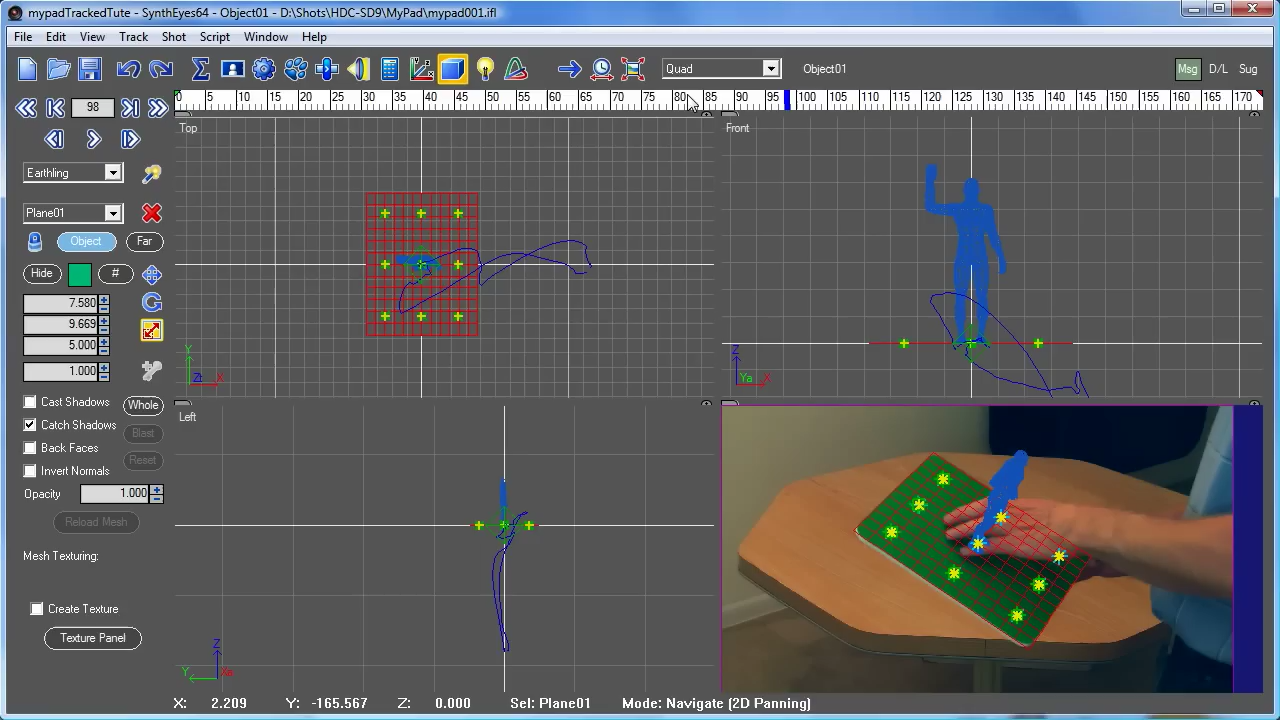 mypadTrackedTute - SynthEyes64 - Object01 - D:\Shots\HDC-SD9\MyPad\mypad001.ifl
File Edit View Track Shot Script Window Help
Quad Object01 Msg D/L Sug
98 0 5 10 15 20 25 30 35 40 45 50 55 60 65 70 75 80 85 90 95 100 105 110 115 120 125 130 135 140 145 150 155 160 165 170 175
Top
Front
Earthling
Plane01
Object Far
Hide #
7.580
9.669
5.000
1.000
Y
Zt X
Z
Ya X
Cast Shadows Whole
Catch Shadows Blast
Back Faces
Invert Normals Reset
Opacity 1.000
Reload Mesh
Mesh Texturing:
Create Texture
Texture Panel
Left
Z
Y Xe
X: 2.209 Y: -165.567 Z: 0.000 Sel: Plane01 Mode: Navigate (2D Panning)